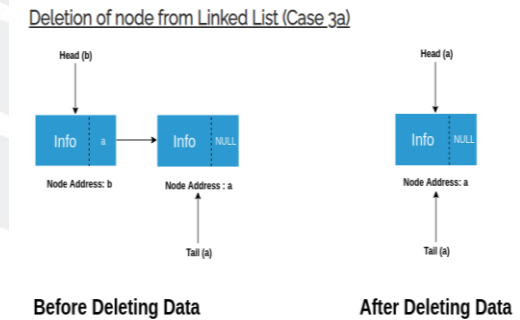 Deletion of node from Linked List (Case 3a)
Head (b)
Head (a)
Info a
Info NULL
Info NULL
Node Address: b
Node Address : a
Node Address: a
Tail (a)
Tail (a)
Before Deleting Data
After Deleting Data